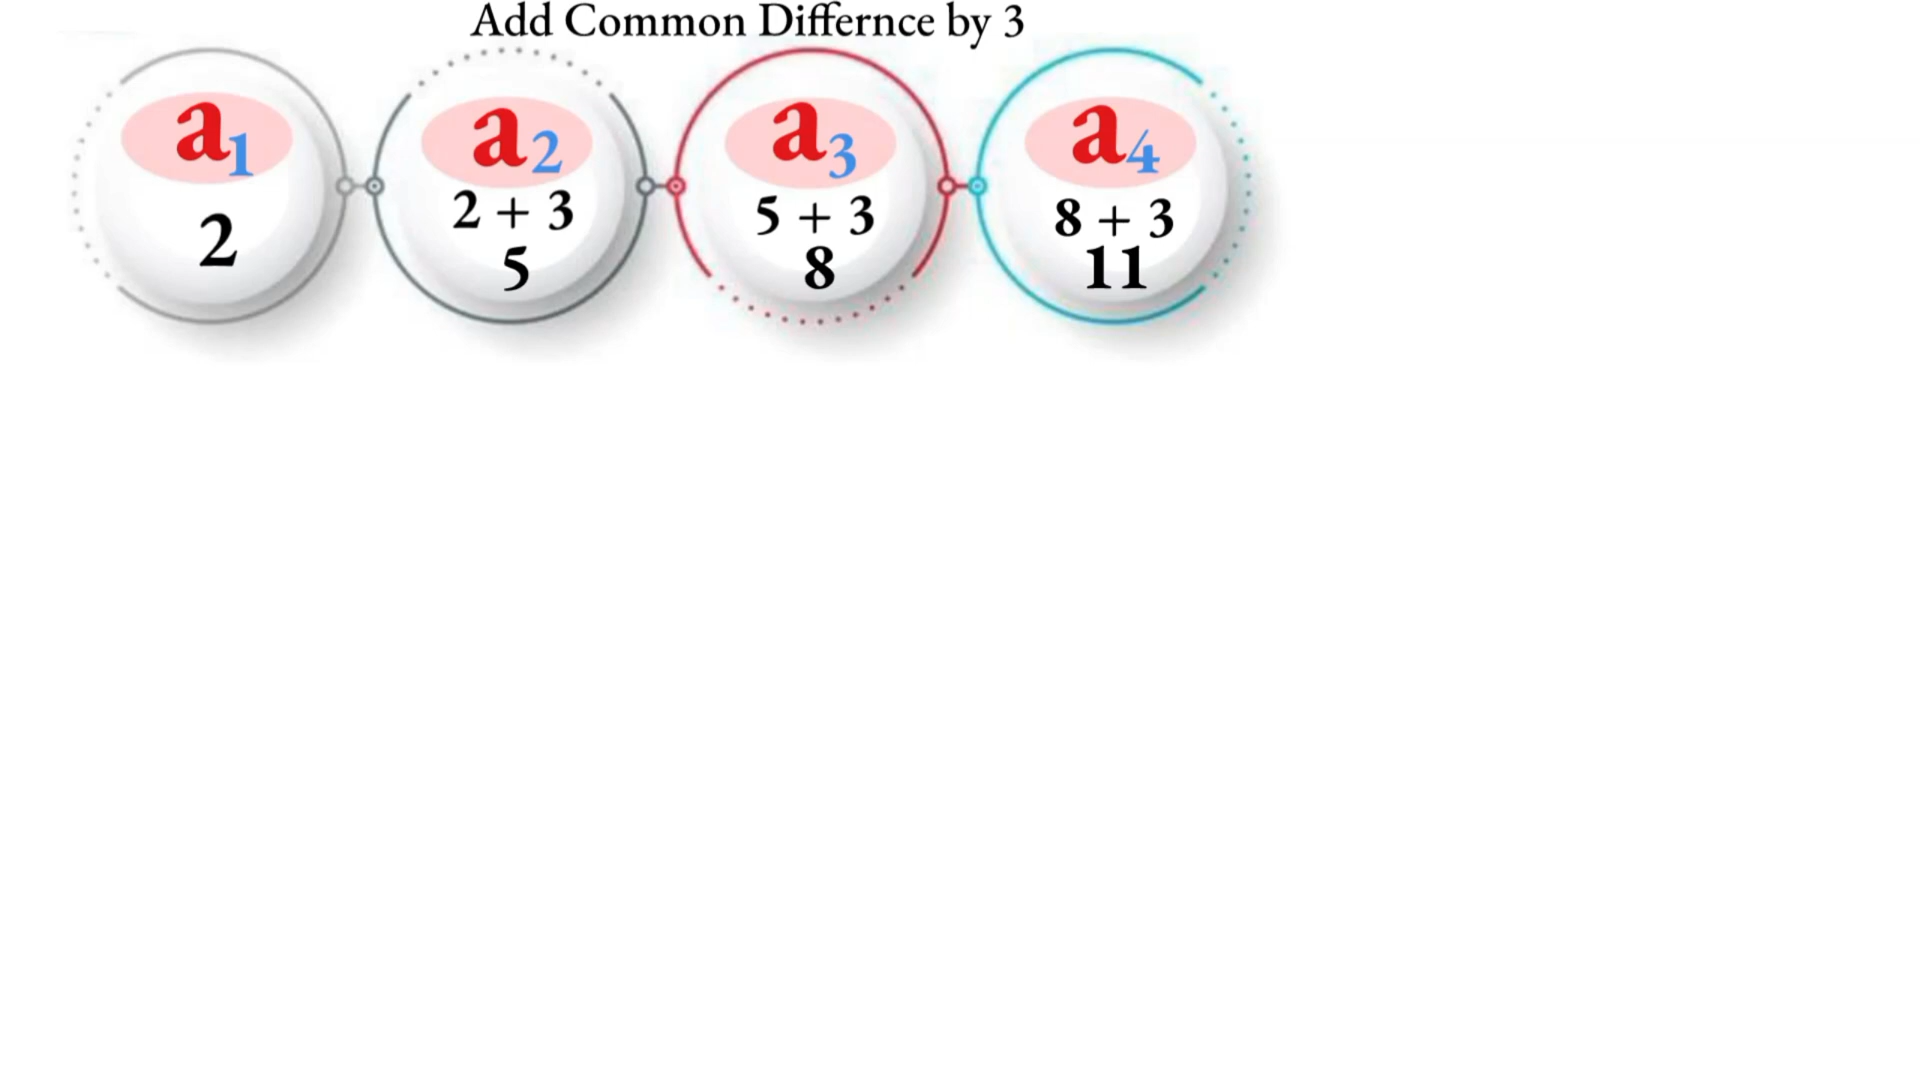 Add Common Differnce by 3
a1
2
a2
2 + 3
5
a3
5 + 3
8
a4
8 + 3
11